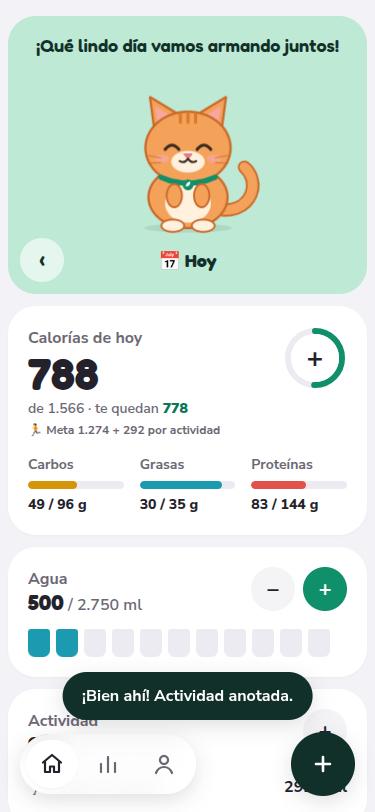 ¡Qué lindo día vamos armando juntos!
‹
📅 Hoy
Calorías de hoy
788
+
de 1.566 · te quedan 778
🏃 Meta 1.274 + 292 por actividad
Carbos
Grasas
Proteínas
49 / 96 g
30 / 35 g
83 / 144 g
Agua
500 / 2.750 ml
−
+
¡Bien ahí! Actividad anotada.
Actividad
+
+